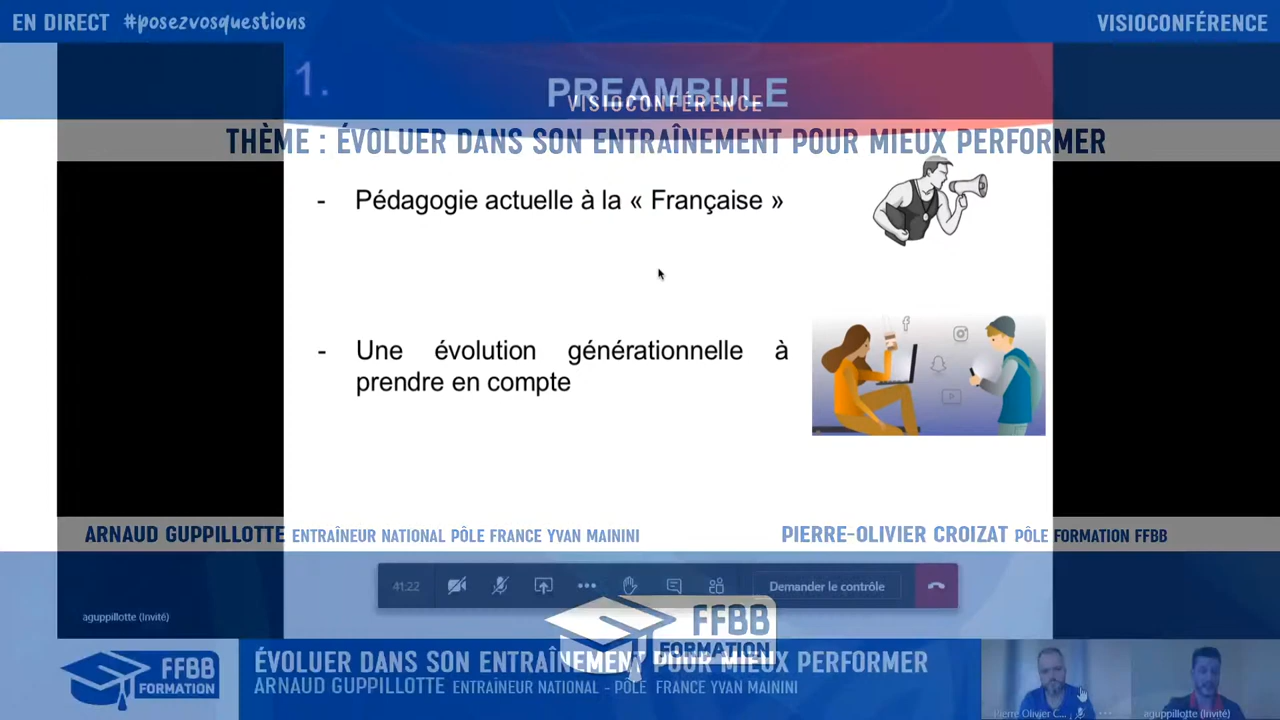 EN DIRECT #posezvosquestions
VISIOCONFÉRENCE
1.
PREAMBULE
VISIOCONFÉRENCE
THÈME : ÉVOLUER DANS SON ENTRAÎNEMENT POUR MIEUX PERFORMER
- Pédagogie actuelle à la « Française »
- Une évolution générationnelle à
prendre en compte
ARNAUD GUPPILLOTTE ENTRAÎNEUR NATIONAL PÔLE FRANCE YVAN MAININI
PIERRE-OLIVIER CROIZAT PÔLE FORMATION FFBB
41:22
Demander le contrôle
aguppillotte (Invité)
FFBB
FORMATION
FFBB
FORMATION
ÉVOLUER DANS SON ENTRAÎNEMENT POUR MIEUX PERFORMER
ARNAUD GUPPILLOTTE ENTRAÎNEUR NATIONAL - PÔLE FRANCE YVAN MAININI
Pierre Olivier C...
aguppillotte (Invité)